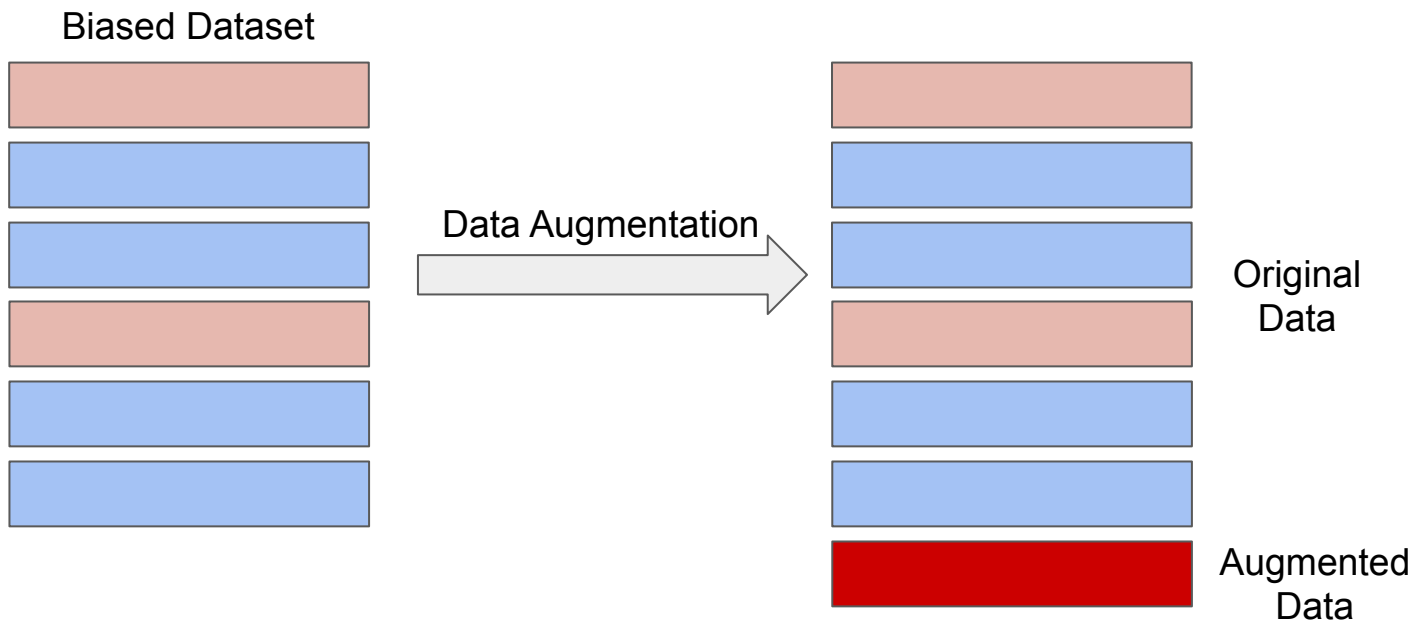 Biased Dataset
Data Augmentation
Original
Data
Augmented
Data